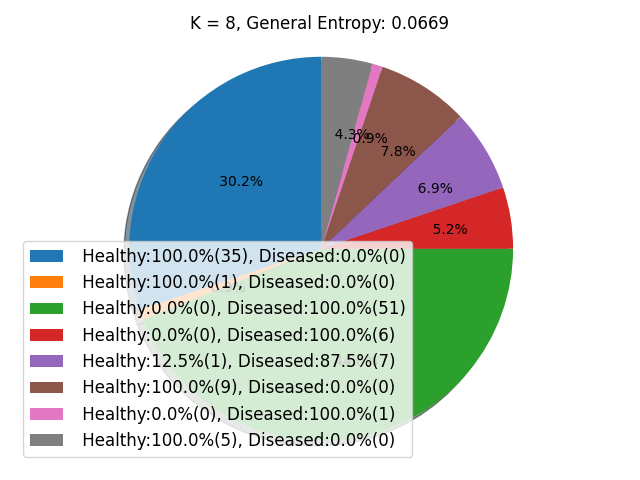 K = 8, General Entropy: 0.0669
4.3%
0.9%
7.8%
30.2%
6.9%
5.2%
Healthy:100.0%(35), Diseased:0.0%(0)
Healthy:100.0%(1), Diseased:0.0%(0)
Healthy:0.0%(0), Diseased:100.0%(51)
Healthy:0.0%(0), Diseased:100.0%(6)
Healthy:12.5%(1), Diseased:87.5%(7)
Healthy:100.0%(9), Diseased:0.0%(0)
Healthy:0.0%(0), Diseased:100.0%(1)
Healthy:100.0%(5), Diseased:0.0%(0)